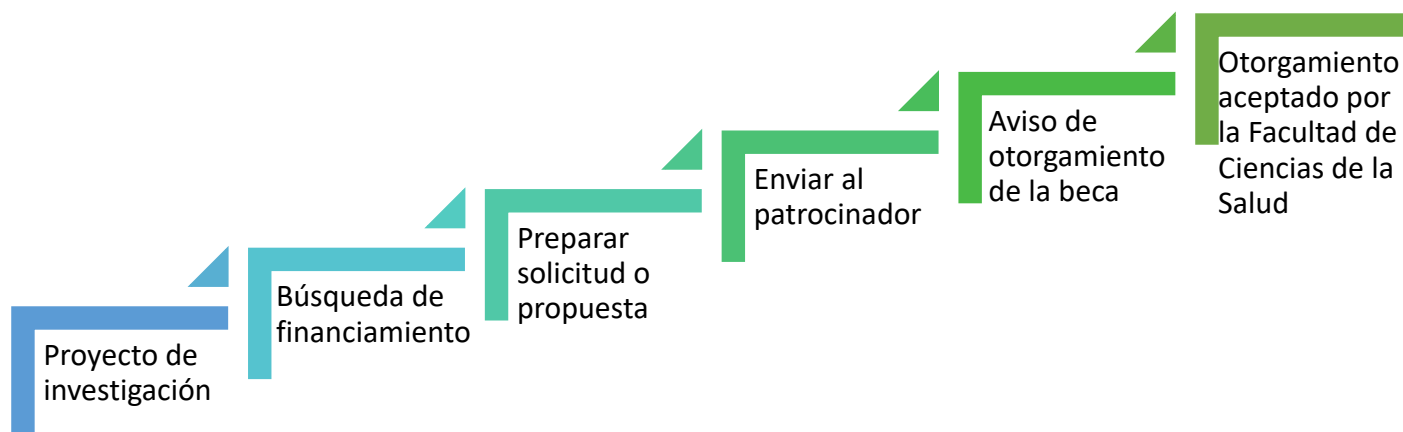 Proyecto de
investigación
Búsqueda de
financiamiento
Preparar
solicitud o
propuesta
Enviar al
patrocinador
Aviso de
otorgamiento
de la beca
Otorgamiento
aceptado por
la Facultad de
Ciencias de la
Salud